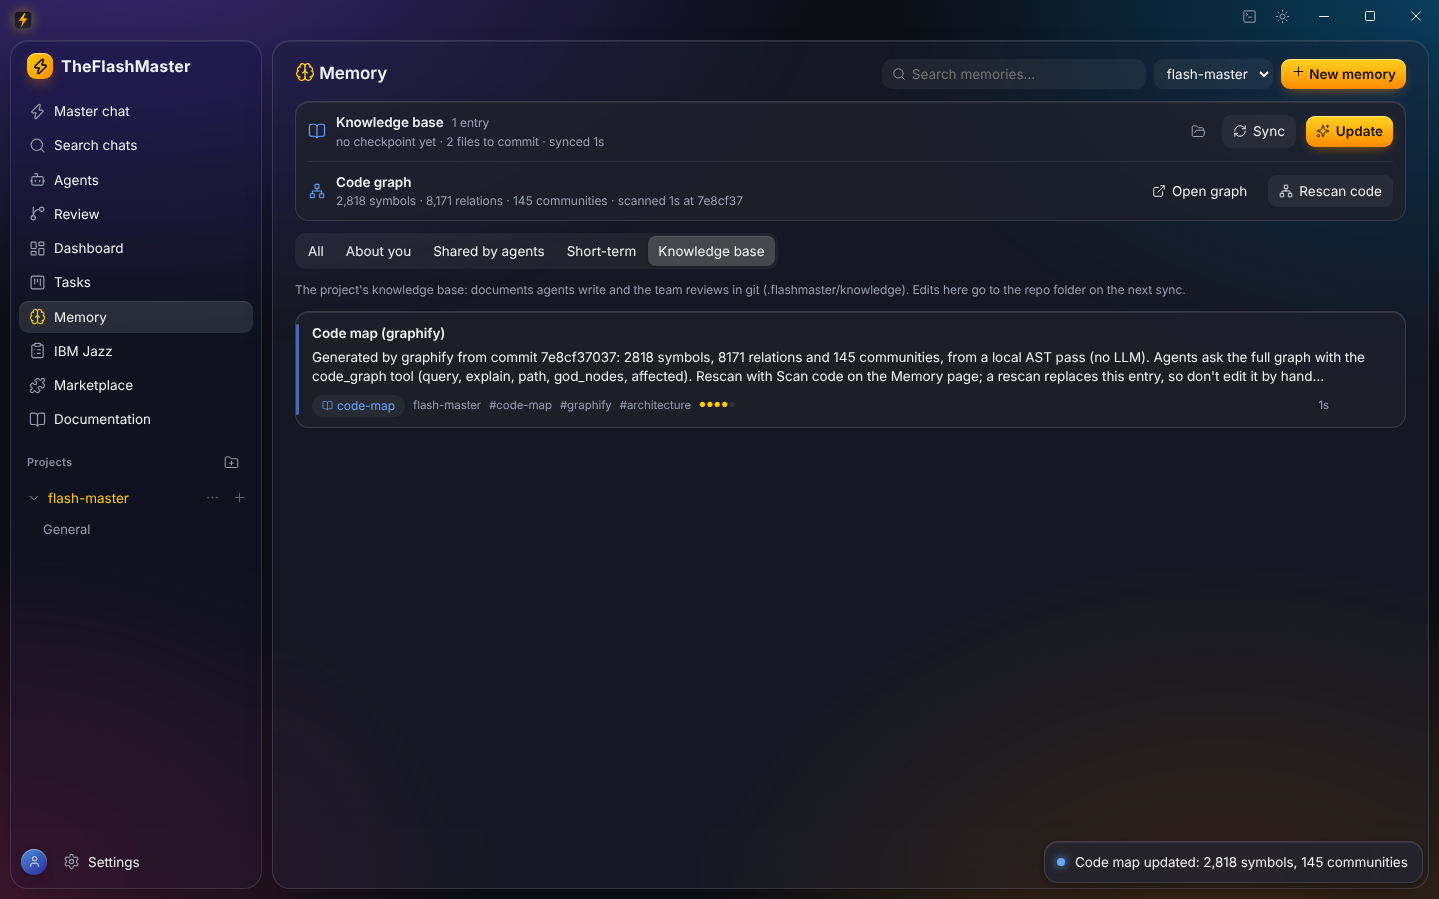 TheFlashMaster
Master chat
Search chats
Agents
Review
Dashboard
Tasks
Memory
IBM Jazz
Marketplace
Documentation
Projects
flash-master
General
Settings
Memory
Search memories...
flash-master
+ New memory
Knowledge base 1 entry
no checkpoint yet · 2 files to commit · synced 1s
Sync
Update
Code graph
2,818 symbols · 8,171 relations · 145 communities · scanned 1s at 7e8cf37
Open graph
Rescan code
All
About you
Shared by agents
Short-term
Knowledge base
The project's knowledge base: documents agents write and the team reviews in git (.flashmaster/knowledge). Edits here go to the repo folder on the next sync.
Code map (graphify)
Generated by graphify from commit 7e8cf37037: 2818 symbols, 8171 relations and 145 communities, from a local AST pass (no LLM). Agents ask the full graph with the
code_graph tool (query, explain, path, god_nodes, affected). Rescan with Scan code on the Memory page; a rescan replaces this entry, so don't edit it by hand...
code-map flash-master #code-map #graphify #architecture 1s
Code map updated: 2,818 symbols, 145 communities